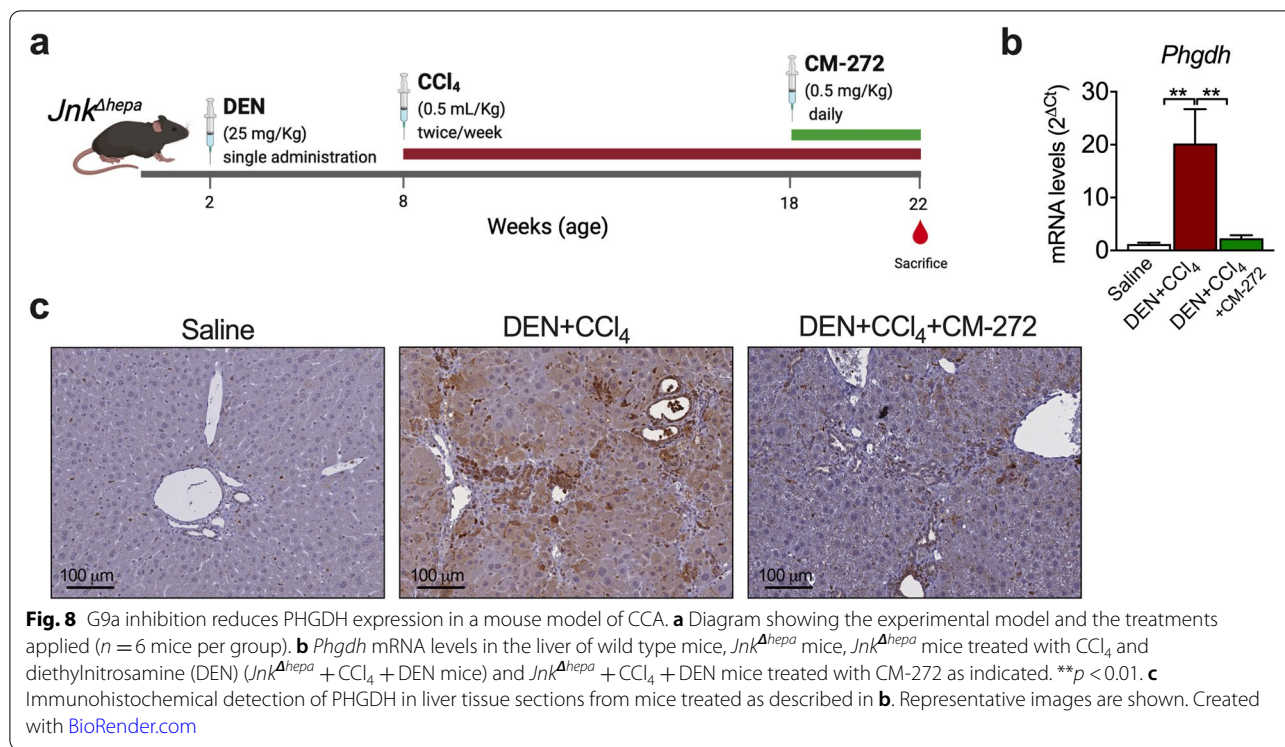 a
Jnk^Δhepa
DEN
(25 mg/Kg)
single administration
CCl₄
(0.5 mL/Kg)
twice/week
CM-272
(0.5 mg/Kg)
daily
2
8
18
22
Weeks (age)
Sacrifice
b
Phgdh
** **
mRNA levels (2^ΔCt)
30
20
10
0
Saline
DEN+CCl₄
DEN+CCl₄
+CM-272
c
Saline
DEN+CCl₄
DEN+CCl₄+CM-272
100 μm
100 μm
100 μm
Fig. 8 G9a inhibition reduces PHGDH expression in a mouse model of CCA. a Diagram showing the experimental model and the treatments
applied (n = 6 mice per group). b Phgdh mRNA levels in the liver of wild type mice, Jnk^Δhepa mice, Jnk^Δhepa mice treated with CCl₄ and
diethylnitrosamine (DEN) (Jnk^Δhepa + CCl₄ + DEN mice) and Jnk^Δhepa + CCl₄ + DEN mice treated with CM-272 as indicated. **p < 0.01. c
Immunohistochemical detection of PHGDH in liver tissue sections from mice treated as described in b. Representative images are shown. Created
with BioRender.com